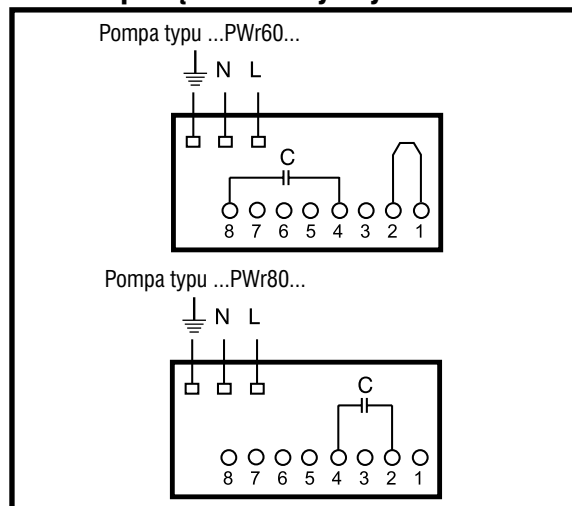 Pompa typu ...PWr60...
N L
C
8 7 6 5 4 3 2 1
Pompa typu ...PWr80...
N L
C
8 7 6 5 4 3 2 1